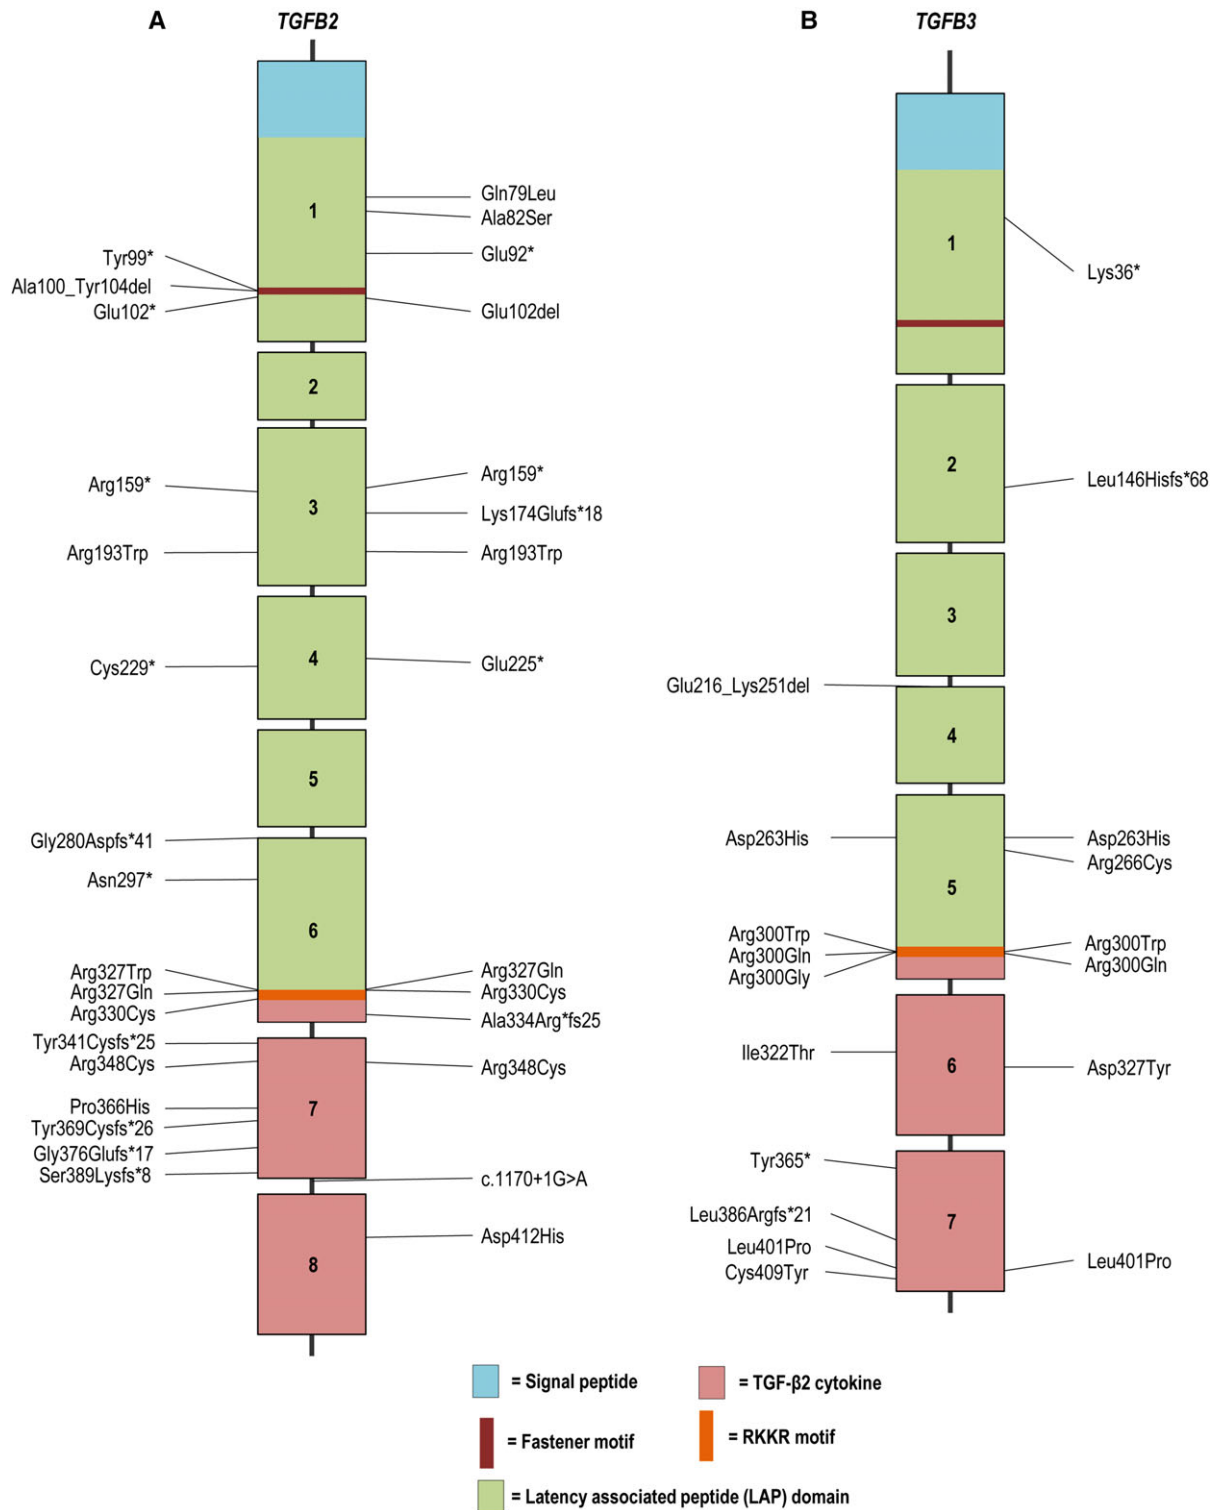 A
TGFB2
1
Gln79Leu
Ala82Ser
Glu92*
Tyr99*
Ala100_Tyr104del
Glu102*
Glu102del
2
Arg159*
Arg159*
3
Lys174Glufs*18
Arg193Trp
Arg193Trp
4
Cys229*
Glu225*
5
Gly280Aspfs*41
Asn297*
6
Arg327Trp
Arg327Gln
Arg330Cys
Arg327Gln
Arg330Cys
Ala334Arg*fs25
Tyr341Cysfs*25
Arg348Cys
Arg348Cys
Pro366His
7
Tyr369Cysfs*26
Gly376Glufs*17
Ser389Lysfs*8
c.1170+1G>A
Asp412His
8
B
TGFB3
1
Lys36*
2
Leu146Hisfs*68
3
Glu216_Lys251del
4
Asp263His
Asp263His
Arg266Cys
5
Arg300Trp
Arg300Gln
Arg300Gly
Arg300Trp
Arg300Gln
Ile322Thr
6
Asp327Tyr
Tyr365*
7
Leu386Argfs*21
Leu401Pro
Cys409Tyr
Leu401Pro
= Signal peptide
= TGF-β2 cytokine
= Fastener motif
= RKKR motif
= Latency associated peptide (LAP) domain